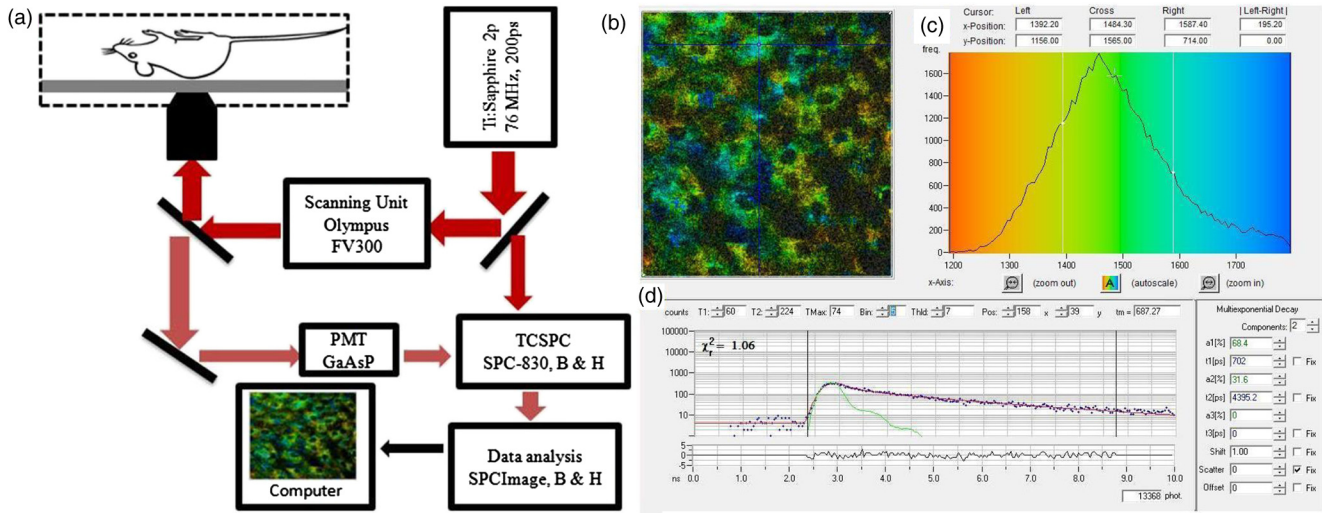 (a)
Ti:Sapphire 2p
76 MHz, 200ps
Scanning Unit
Olympus
FV300
PMT
GaAsP
TCSPC
SPC-830, B & H
Data analysis
SPCImage, B & H
Computer
(b)
(c)
Cursor: Left Cross Right | Left-Right |
x-Position: 1392.20 1484.30 1587.40 195.20
y-Position: 1156.00 1565.00 714.00 0.00
freq.
1600
1400
1200
1000
800
600
400
200
0
1200 1300 1400 1500 1600 1700
x-Axis: (zoom out) A (autoscale) (zoom in)
(d)
counts T1: 60 T2: 224 TMax: 74 Bin: Thld: 7 Pos: 158 x 39 y tm = 687.27
100000
10000
1000
100
10
χr2 = 1.06
5
0
-5
ns 0.0 1.0 2.0 3.0 4.0 5.0 6.0 7.0 8.0 9.0 10.0
13368 phot.
Multiexponential Decay
Components: 2
a1[%] 68.4
t1[ps] 702 Fix
a2[%] 31.6
t2[ps] 4395.2 Fix
a3[%] 0
t3[ps] 0 Fix
Shift 1.00 Fix
Scatter 0 Fix
Offset 0 Fix